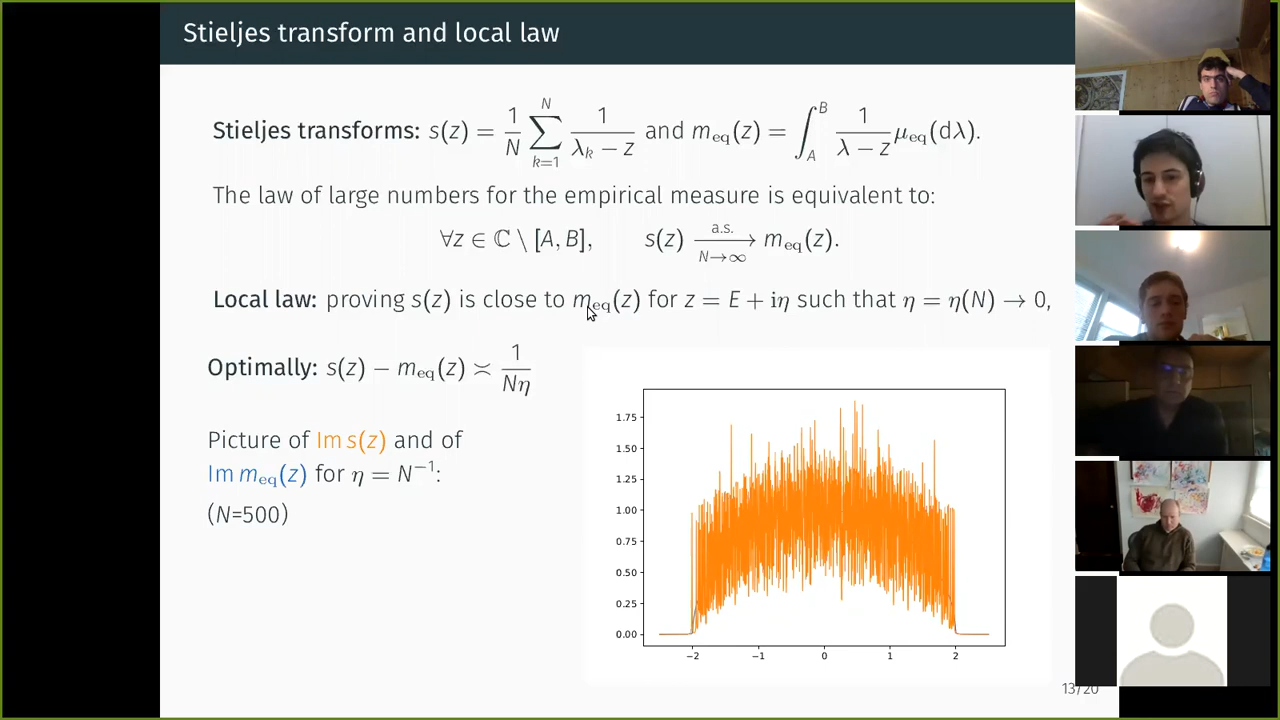 Stieljes transform and local law
Stieljes transforms: s(z) = 1/N ∑_{k=1}^{N} 1/(λ_k − z) and m_eq(z) = ∫_A^B 1/(λ − z) μ_eq(dλ).
The law of large numbers for the empirical measure is equivalent to:
∀z ∈ ℂ \ [A, B], s(z) →^{a.s.}_{N→∞} m_eq(z).
Local law: proving s(z) is close to m_eq(z) for z = E + iη such that η = η(N) → 0,
Optimally: s(z) − m_eq(z) ≍ 1/(Nη)
Picture of Im s(z) and of
Im m_eq(z) for η = N^{−1}:
(N=500)
1.75
1.50
1.25
1.00
0.75
0.50
0.25
0.00
−2 −1 0 1 2
13/20